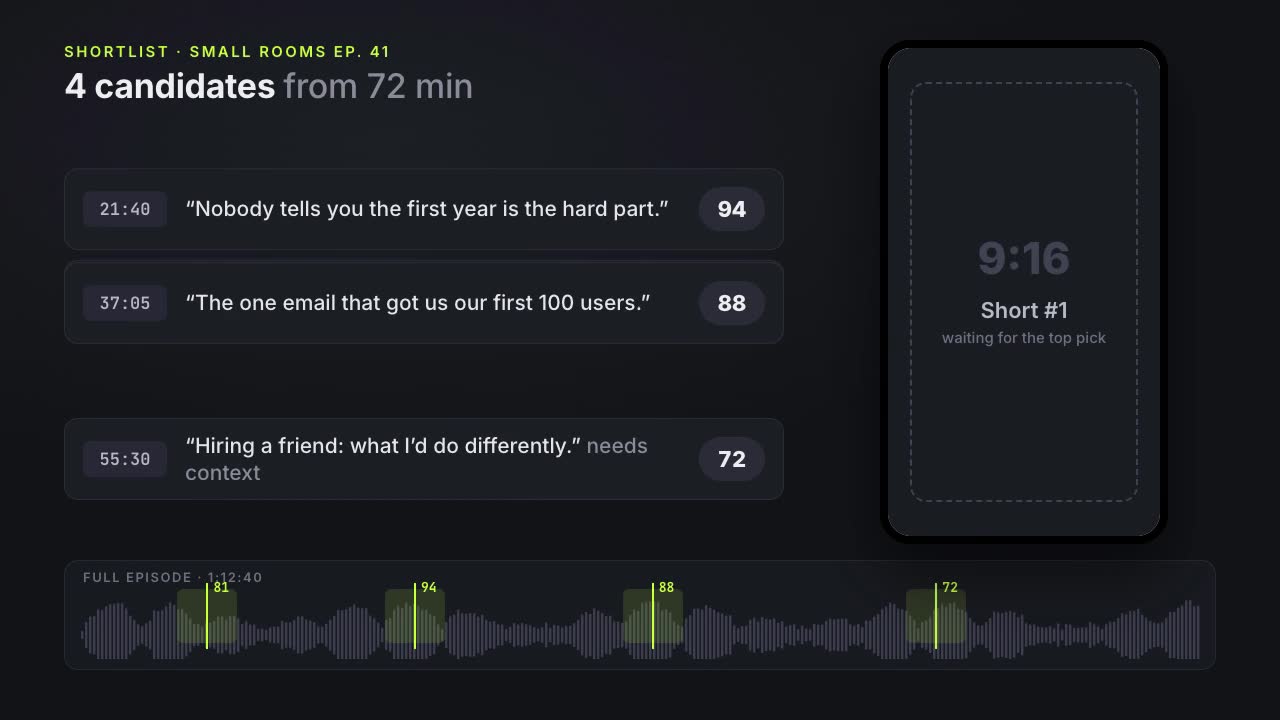 SHORTLIST · SMALL ROOMS EP. 41
4 candidates from 72 min
21:40 “Nobody tells you the first year is the hard part.” 94
37:05 “The one email that got us our first 100 users.” 88
55:30 “Hiring a friend: what I’d do differently.” needs
context 72
9:16
Short #1
waiting for the top pick
FULL EPISODE · 1:12:40
81 94 88 72